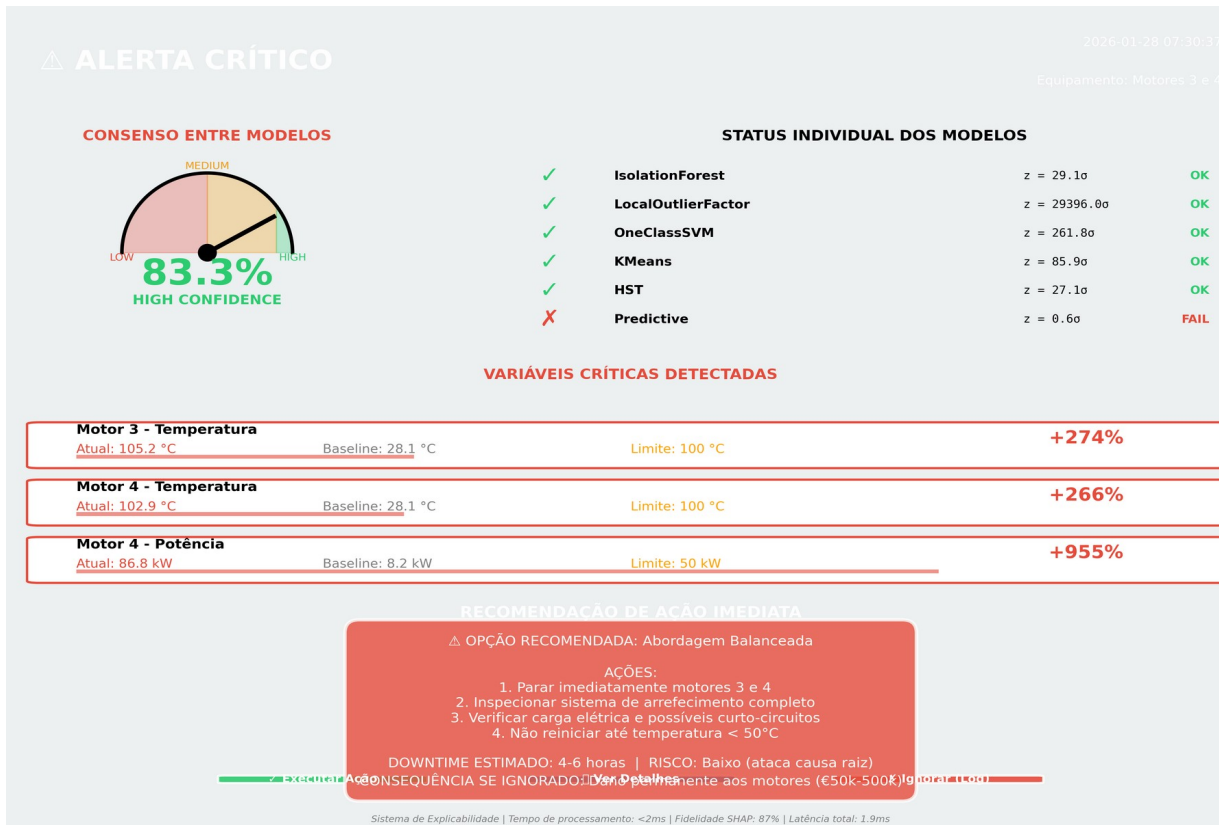 ⚠ ALERTA CRÍTICO
2026-01-28 07:30:37
Equipamento: Motores 3 e 4
CONSENSO ENTRE MODELOS
MEDIUM
LOW
HIGH
83.3%
HIGH CONFIDENCE
STATUS INDIVIDUAL DOS MODELOS
✓ IsolationForest z = 29.1σ OK
✓ LocalOutlierFactor z = 29396.0σ OK
✓ OneClassSVM z = 261.8σ OK
✓ KMeans z = 85.9σ OK
✓ HST z = 27.1σ OK
✗ Predictive z = 0.6σ FAIL
VARIÁVEIS CRÍTICAS DETECTADAS
Motor 3 - Temperatura
Atual: 105.2 °C Baseline: 28.1 °C Limite: 100 °C +274%
Motor 4 - Temperatura
Atual: 102.9 °C Baseline: 28.1 °C Limite: 100 °C +266%
Motor 4 - Potência
Atual: 86.8 kW Baseline: 8.2 kW Limite: 50 kW +955%
RECOMENDAÇÃO DE AÇÃO IMEDIATA
⚠ OPÇÃO RECOMENDADA: Abordagem Balanceada
AÇÕES:
1. Parar imediatamente motores 3 e 4
2. Inspecionar sistema de arrefecimento completo
3. Verificar carga elétrica e possíveis curto-circuitos
4. Não reiniciar até temperatura < 50°C
DOWNTIME ESTIMADO: 4-6 horas | RISCO: Baixo (ataca causa raiz)
CONSEQUÊNCIA SE IGNORADO: Dano permanente aos motores (€50k-500k)
✓ Executar Ação
Ver Detalhes
✗ Ignorar (Log)
Sistema de Explicabilidade | Tempo de processamento: <2ms | Fidelidade SHAP: 87% | Latência total: 1.9ms